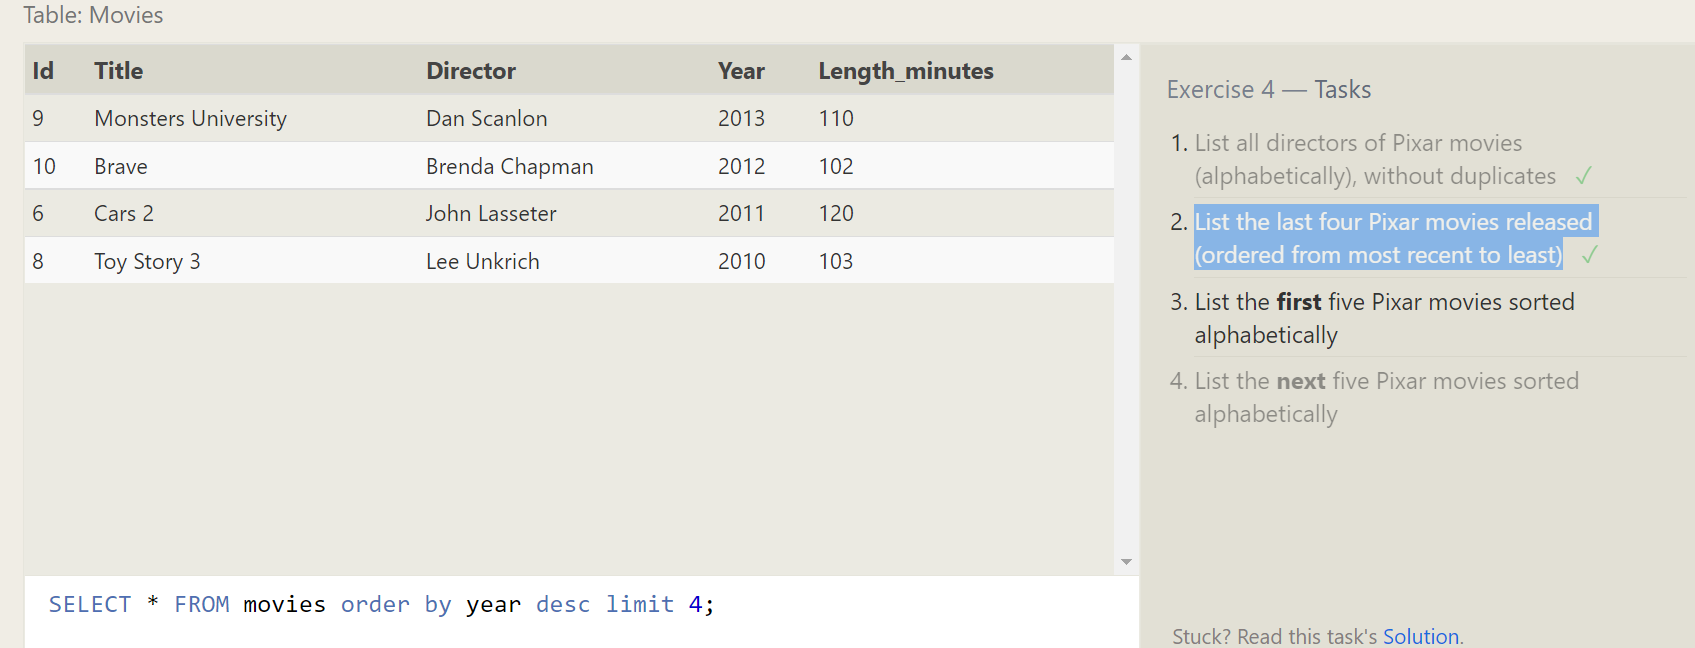 Table: Movies
Id Title Director Year Length_minutes
9 Monsters University Dan Scanlon 2013 110
10 Brave Brenda Chapman 2012 102
6 Cars 2 John Lasseter 2011 120
8 Toy Story 3 Lee Unkrich 2010 103
SELECT * FROM movies order by year desc limit 4;
Exercise 4 — Tasks
1. List all directors of Pixar movies
(alphabetically), without duplicates ✓
2. List the last four Pixar movies released
(ordered from most recent to least) ✓
3. List the first five Pixar movies sorted
alphabetically
4. List the next five Pixar movies sorted
alphabetically
Stuck? Read this task's Solution.